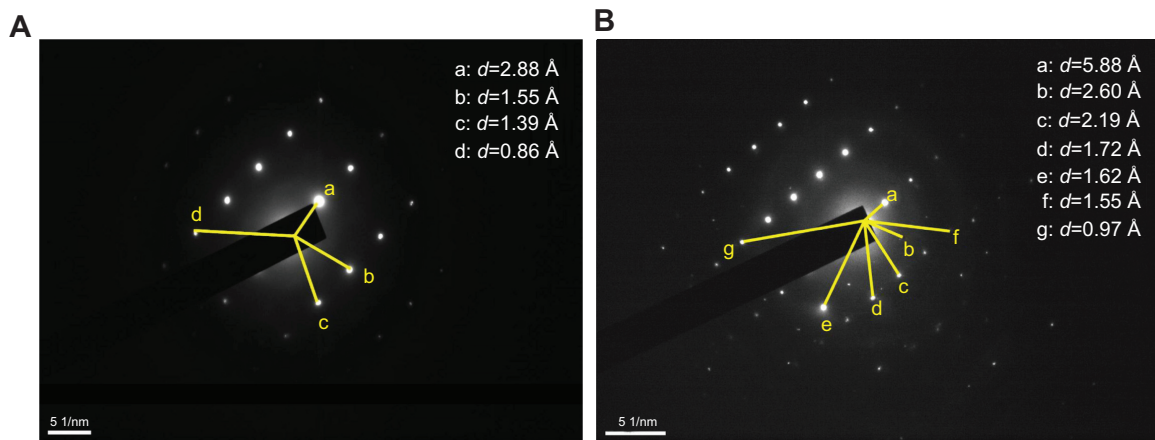 A
a: d=2.88 Å
b: d=1.55 Å
c: d=1.39 Å
d: d=0.86 Å
a
d
b
c
5 1/nm
B
a: d=5.88 Å
b: d=2.60 Å
c: d=2.19 Å
d: d=1.72 Å
e: d=1.62 Å
f: d=1.55 Å
g: d=0.97 Å
a
f
b
g
c
d
e
5 1/nm